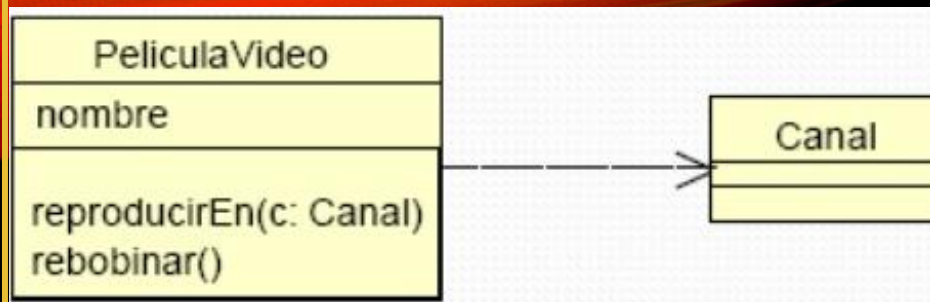 PeliculaVideo
nombre
reproducirEn(c: Canal)
rebobinar()
Canal